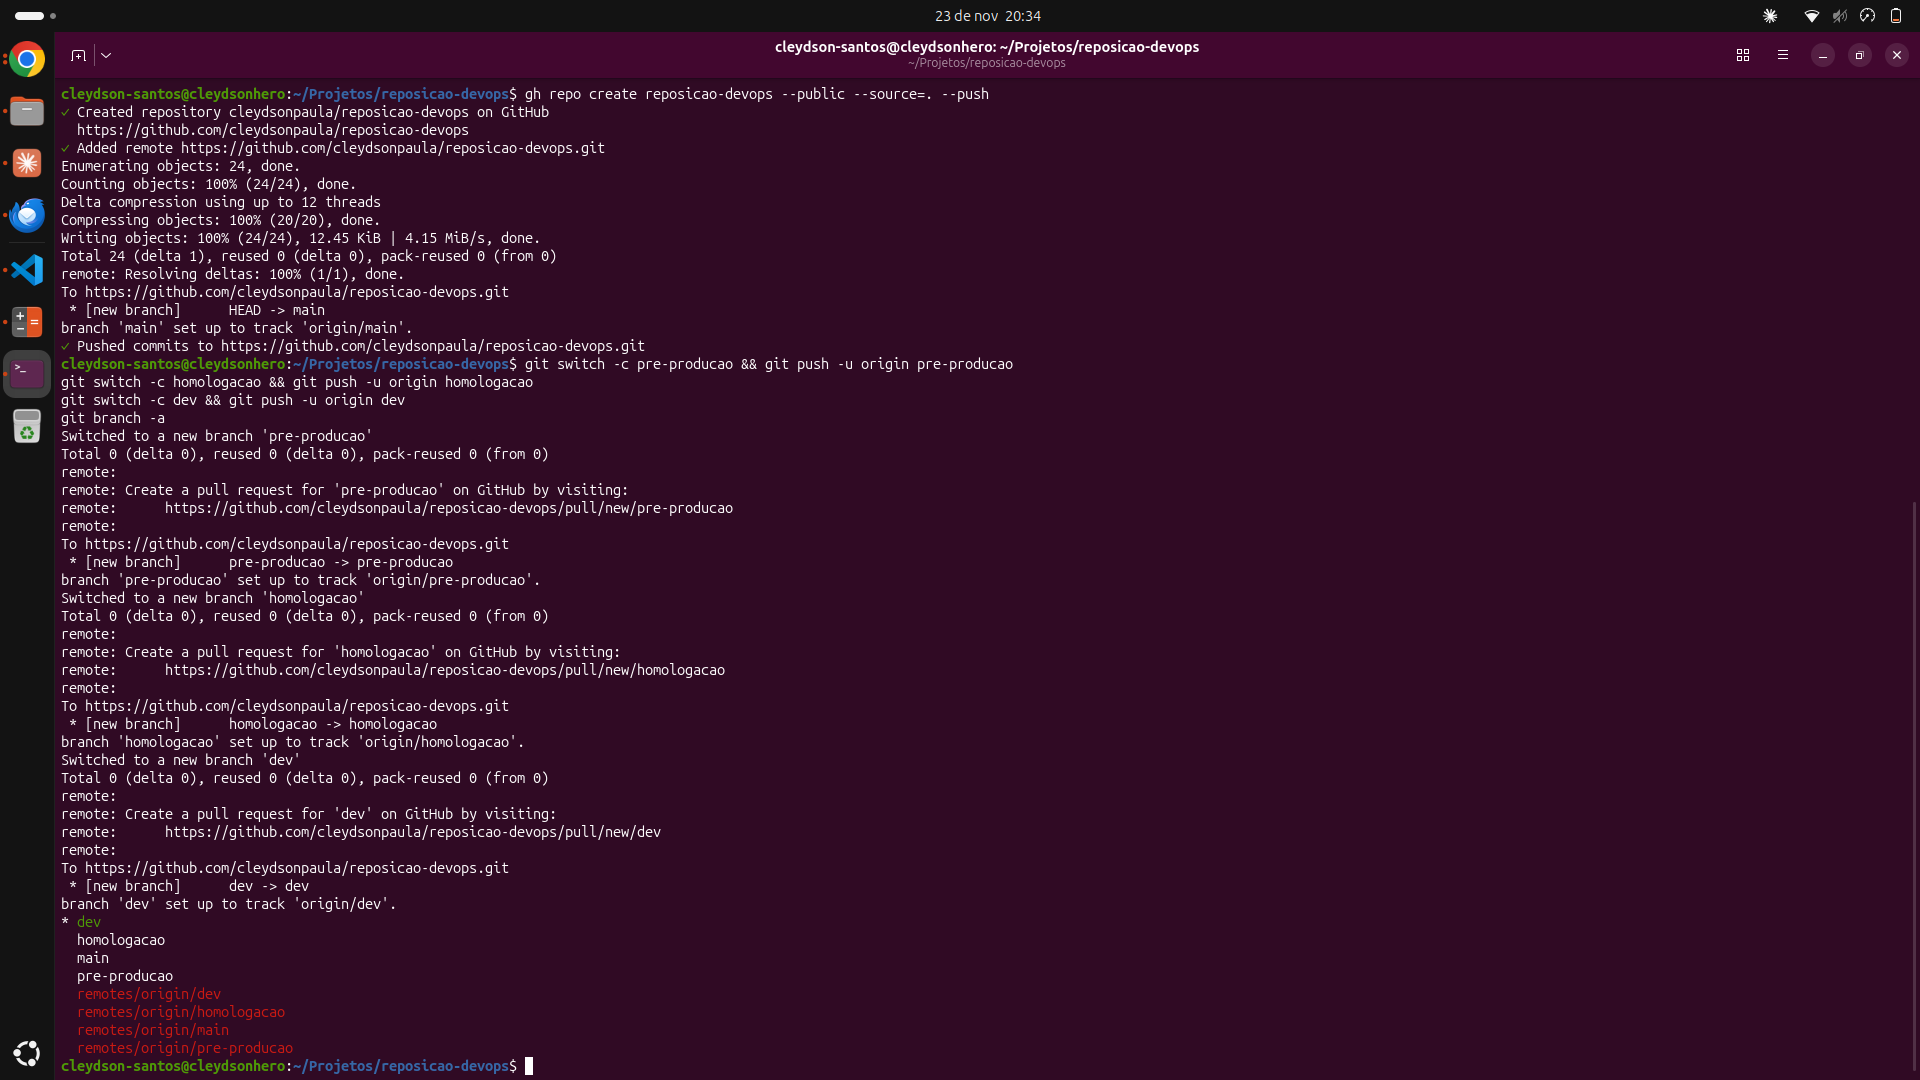 23 de nov 20:34
cleydson-santos@cleydsonhero: ~/Projetos/reposicao-devops
~/Projetos/reposicao-devops
cleydson-santos@cleydsonhero:~/Projetos/reposicao-devops$ gh repo create reposicao-devops --public --source=. --push
✓ Created repository cleydsonpaula/reposicao-devops on GitHub
  https://github.com/cleydsonpaula/reposicao-devops
✓ Added remote https://github.com/cleydsonpaula/reposicao-devops.git
Enumerating objects: 24, done.
Counting objects: 100% (24/24), done.
Delta compression using up to 12 threads
Compressing objects: 100% (20/20), done.
Writing objects: 100% (24/24), 12.45 KiB | 4.15 MiB/s, done.
Total 24 (delta 1), reused 0 (delta 0), pack-reused 0 (from 0)
remote: Resolving deltas: 100% (1/1), done.
To https://github.com/cleydsonpaula/reposicao-devops.git
 * [new branch]      HEAD -> main
branch 'main' set up to track 'origin/main'.
✓ Pushed commits to https://github.com/cleydsonpaula/reposicao-devops.git
cleydson-santos@cleydsonhero:~/Projetos/reposicao-devops$ git switch -c pre-producao && git push -u origin pre-producao
git switch -c homologacao && git push -u origin homologacao
git switch -c dev && git push -u origin dev
git branch -a
Switched to a new branch 'pre-producao'
Total 0 (delta 0), reused 0 (delta 0), pack-reused 0 (from 0)
remote:
remote: Create a pull request for 'pre-producao' on GitHub by visiting:
remote:      https://github.com/cleydsonpaula/reposicao-devops/pull/new/pre-producao
remote:
To https://github.com/cleydsonpaula/reposicao-devops.git
 * [new branch]      pre-producao -> pre-producao
branch 'pre-producao' set up to track 'origin/pre-producao'.
Switched to a new branch 'homologacao'
Total 0 (delta 0), reused 0 (delta 0), pack-reused 0 (from 0)
remote:
remote: Create a pull request for 'homologacao' on GitHub by visiting:
remote:      https://github.com/cleydsonpaula/reposicao-devops/pull/new/homologacao
remote:
To https://github.com/cleydsonpaula/reposicao-devops.git
 * [new branch]      homologacao -> homologacao
branch 'homologacao' set up to track 'origin/homologacao'.
Switched to a new branch 'dev'
Total 0 (delta 0), reused 0 (delta 0), pack-reused 0 (from 0)
remote:
remote: Create a pull request for 'dev' on GitHub by visiting:
remote:      https://github.com/cleydsonpaula/reposicao-devops/pull/new/dev
remote:
To https://github.com/cleydsonpaula/reposicao-devops.git
 * [new branch]      dev -> dev
branch 'dev' set up to track 'origin/dev'.
* dev
  homologacao
  main
  pre-producao
  remotes/origin/dev
  remotes/origin/homologacao
  remotes/origin/main
  remotes/origin/pre-producao
cleydson-santos@cleydsonhero:~/Projetos/reposicao-devops$